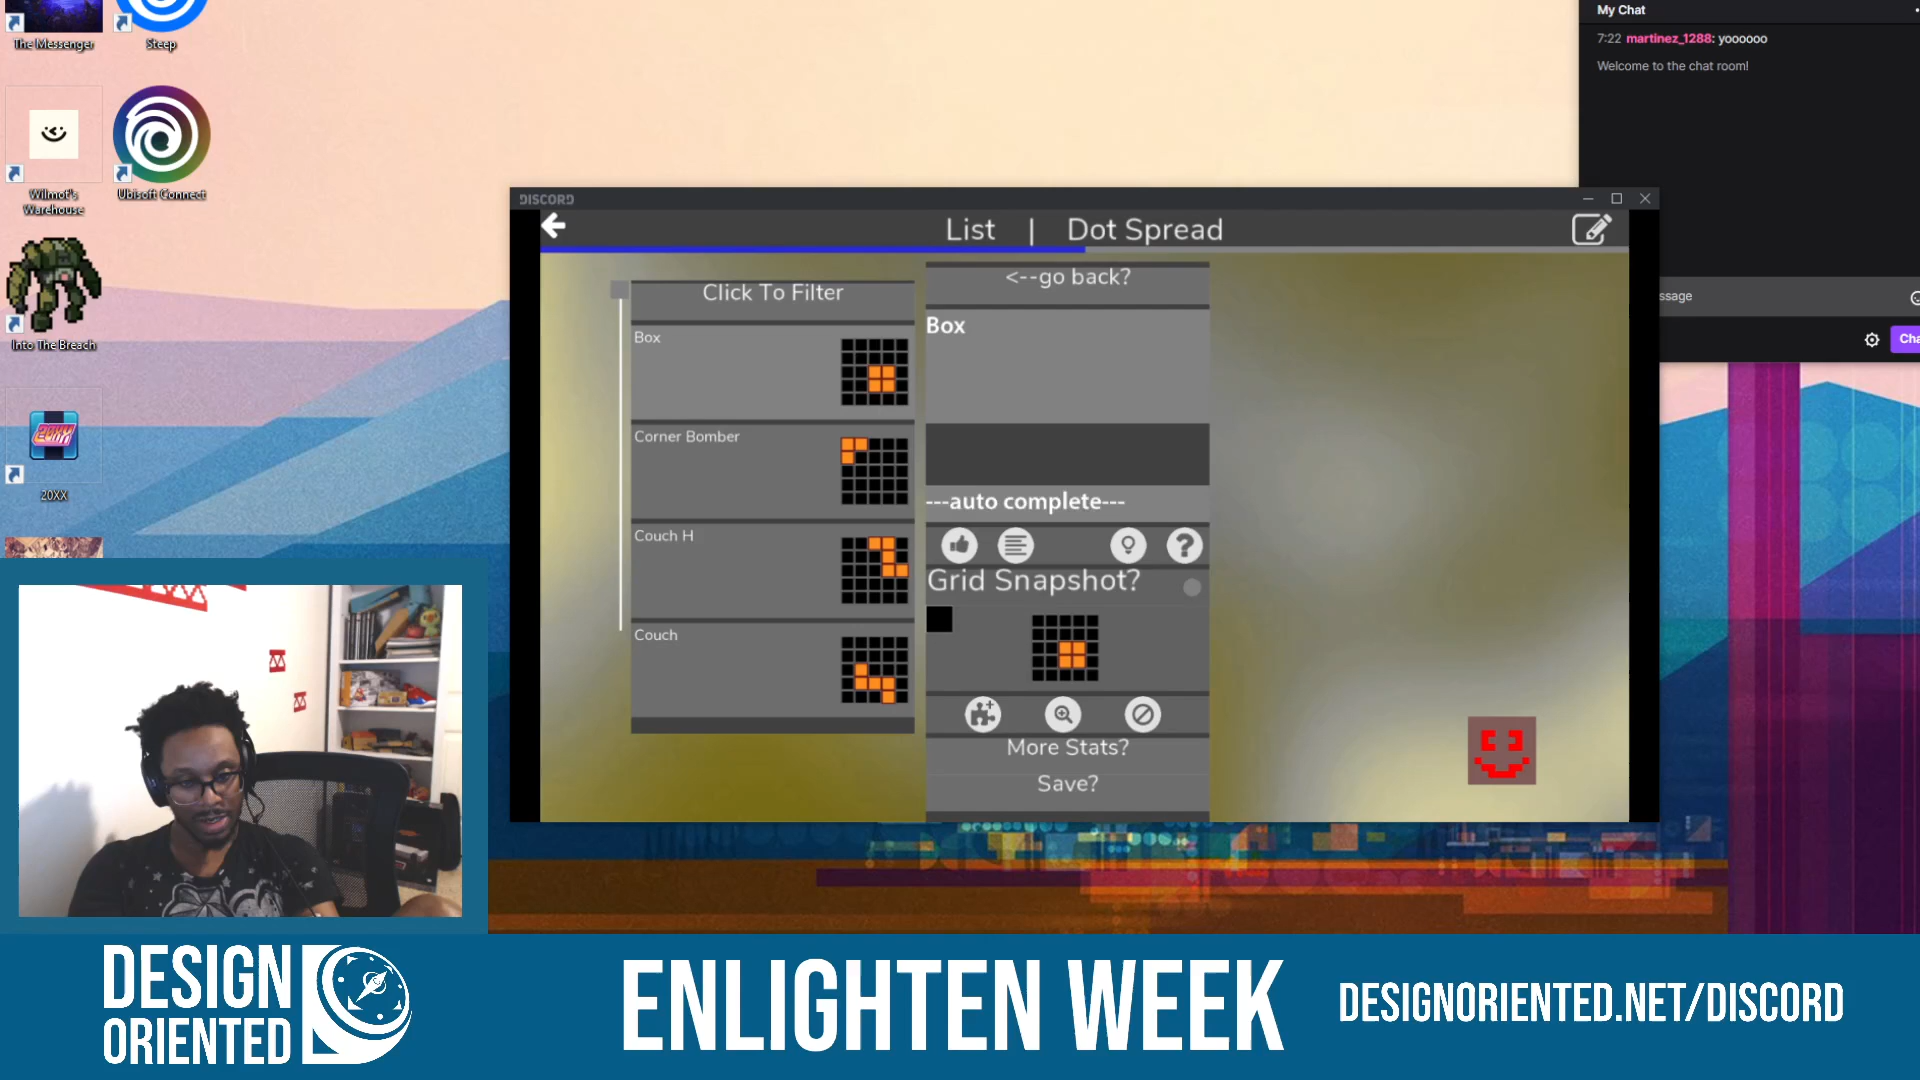 The Messenger
Steep
Wilmot's
Warehouse
Ubisoft Connect
Into The Breach
20XX
My Chat
7:22 martinez_1288: yoooooo
Welcome to the chat room!
ssage
Cha
DISCORD
List | Dot Spread
Click To Filter
Box
Corner Bomber
Couch H
Couch
<--go back?
Box
---auto complete---
Grid Snapshot?
More Stats?
Save?
DESIGN
ORIENTED
ENLIGHTEN WEEK
DESIGNORIENTED.NET/DISCORD